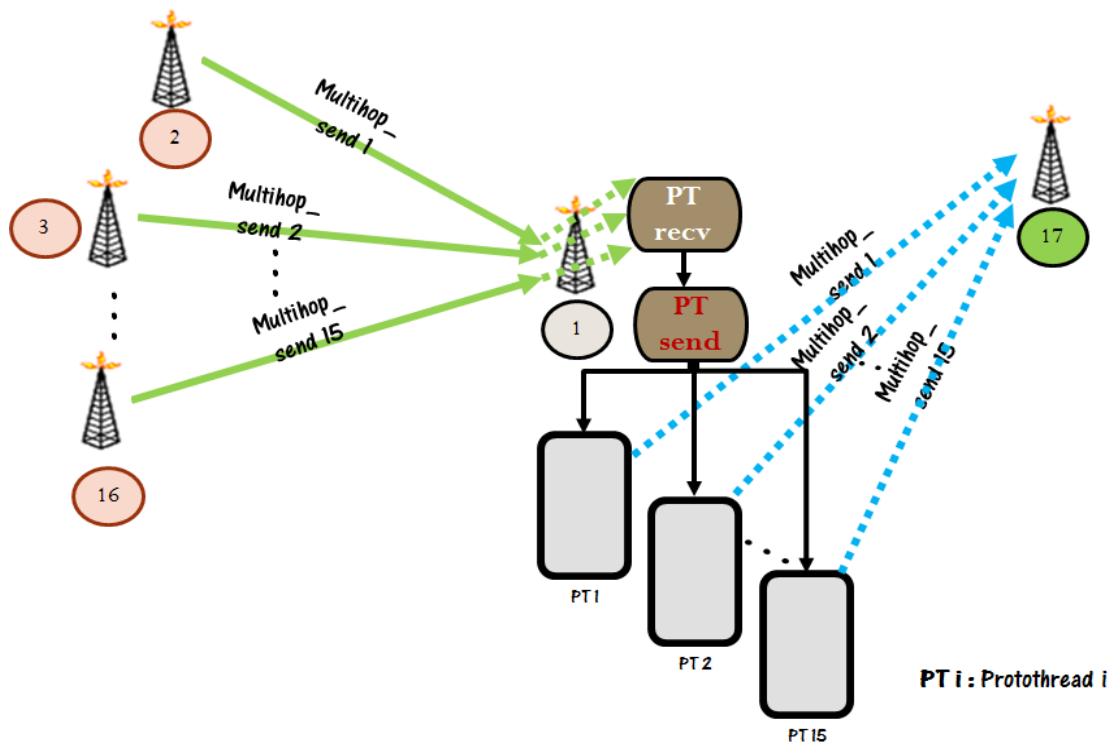 2
Multihop_
send 1
3
Multihop_
send 2
Multihop_
send 15
16
1
PT
recv
PT
send
Multihop_
send 1
Multihop_
send 2
Multihop_
send 15
17
PT 1
PT 2
PT 15
PT i : Protothread i